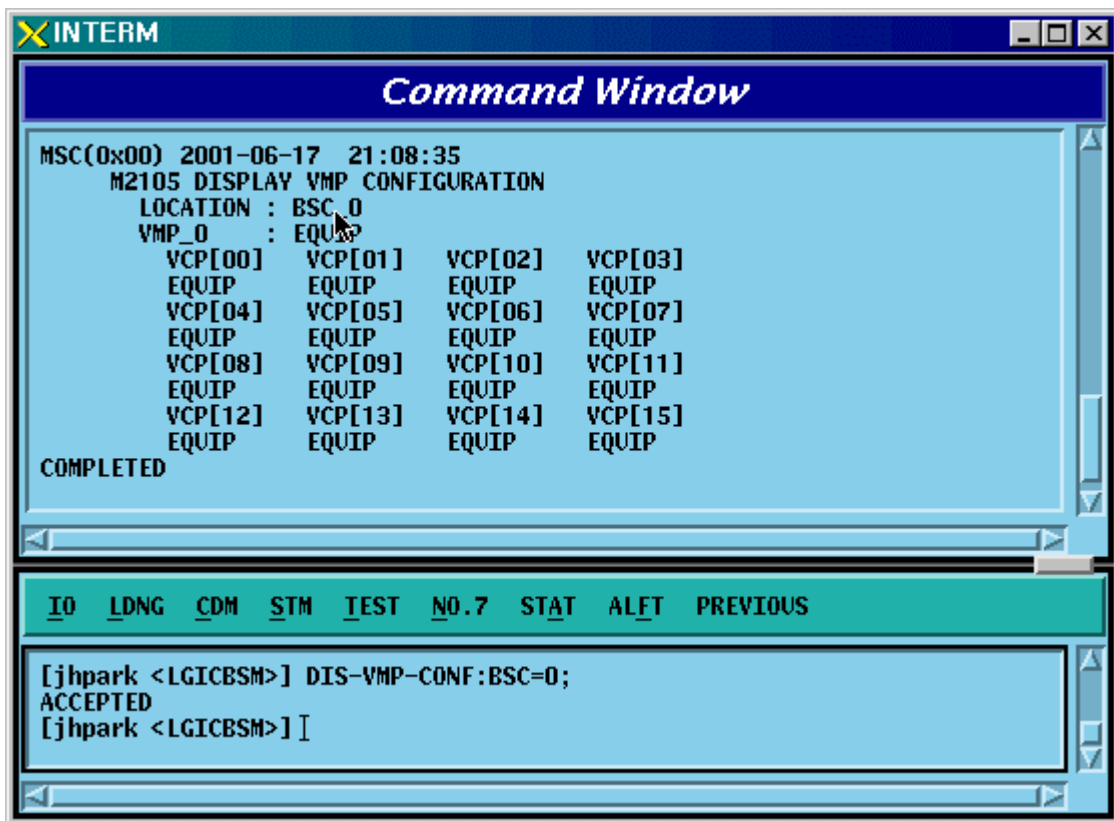 INTERM
Command Window
MSC(0x00) 2001-06-17 21:08:35
M2105 DISPLAY VMP CONFIGURATION
LOCATION : BSC_0
VMP_0 : EQUIP
VCP[00] VCP[01] VCP[02] VCP[03]
EQUIP EQUIP EQUIP EQUIP
VCP[04] VCP[05] VCP[06] VCP[07]
EQUIP EQUIP EQUIP EQUIP
VCP[08] VCP[09] VCP[10] VCP[11]
EQUIP EQUIP EQUIP EQUIP
VCP[12] VCP[13] VCP[14] VCP[15]
EQUIP EQUIP EQUIP EQUIP
COMPLETED
IO LDNG CDM STM TEST NO.7 STAT ALFT PREVIOUS
[jhpark <LGICBSM>] DIS-VMP-CONF:BSC=0;
ACCEPTED
[jhpark <LGICBSM>]